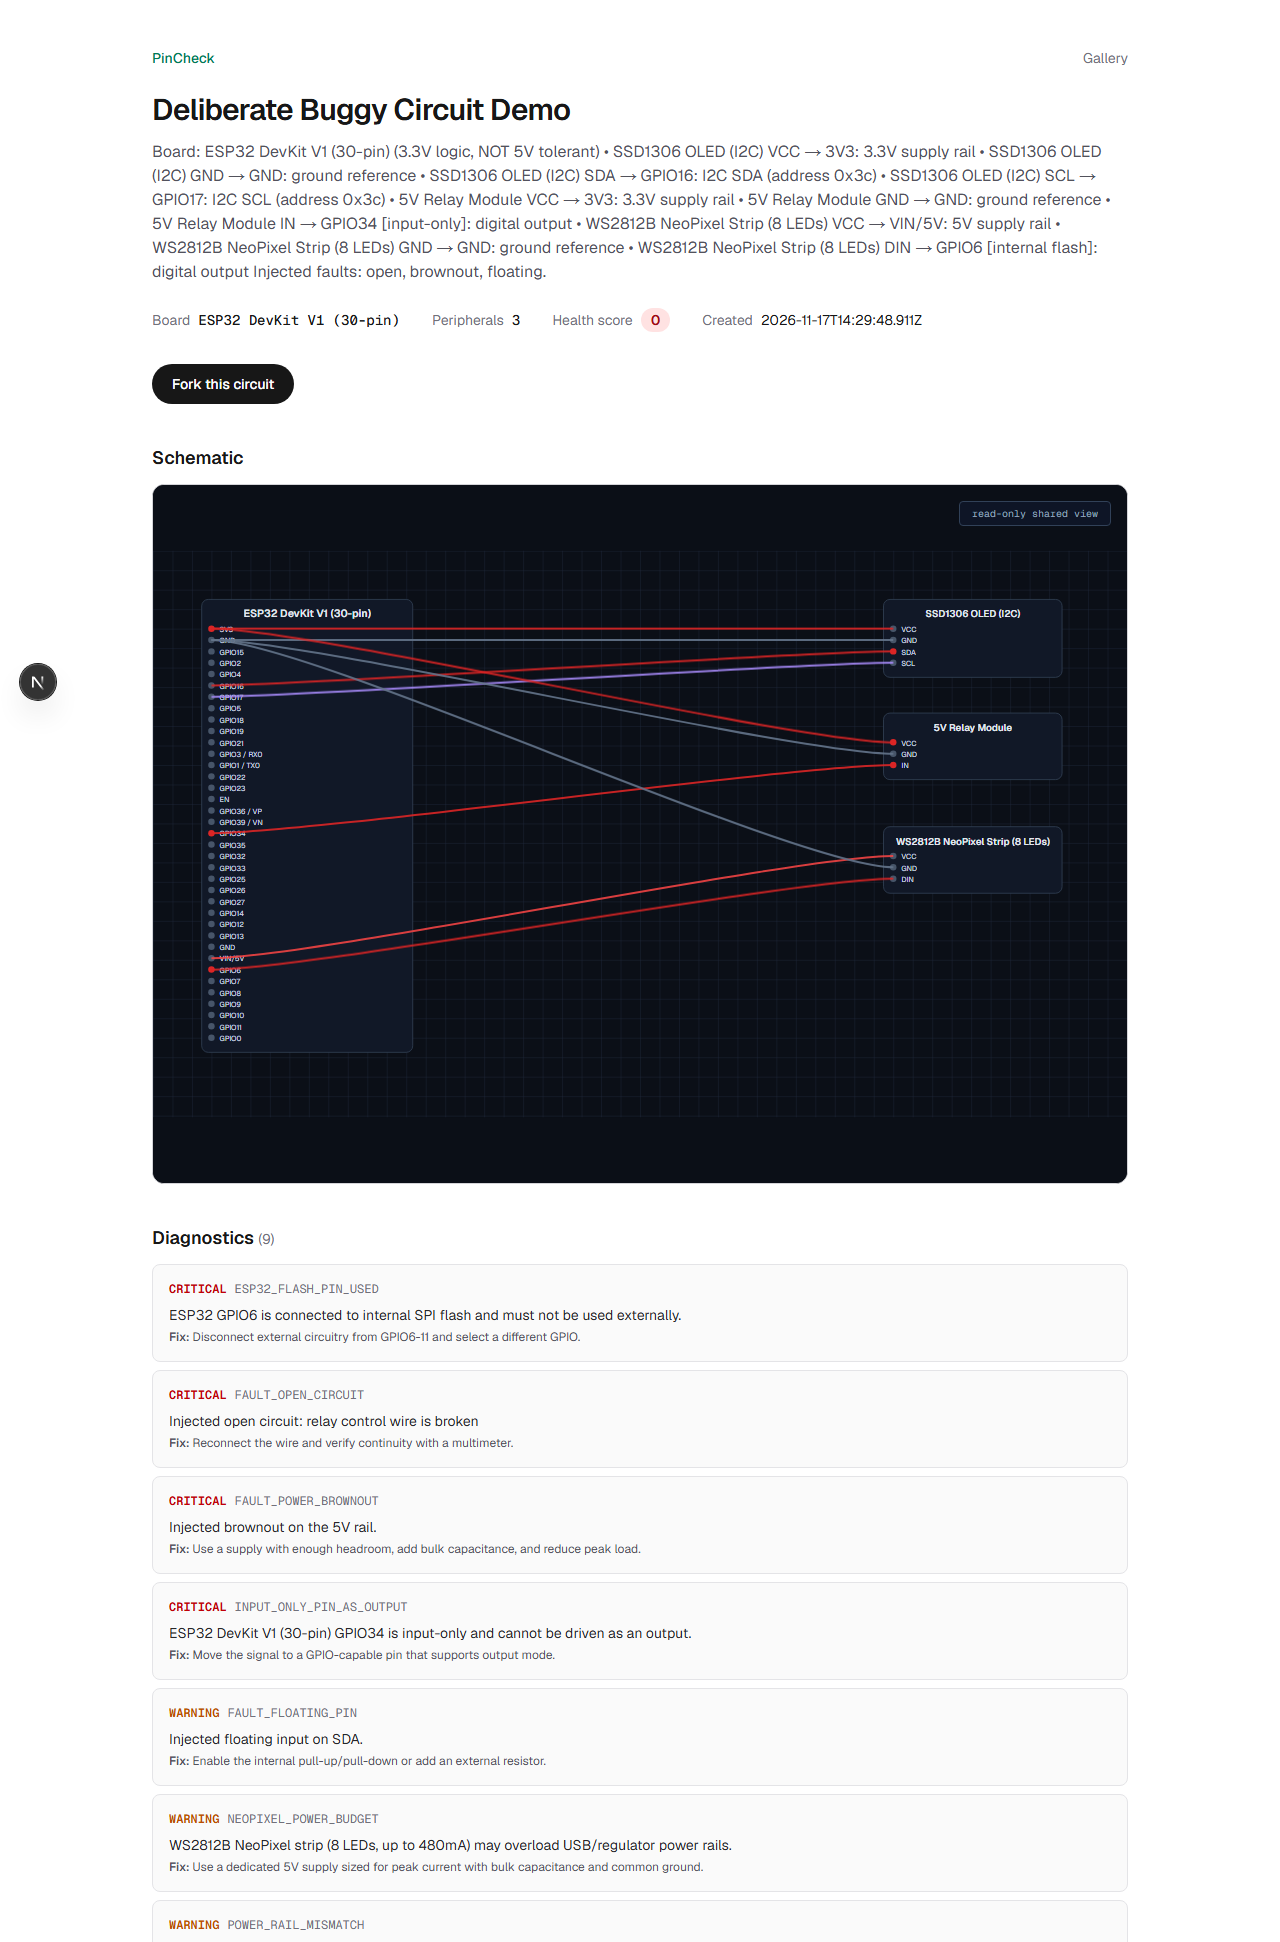 PinCheck
Gallery
Deliberate Buggy Circuit Demo
Board: ESP32 DevKit V1 (30-pin) (3.3V logic, NOT 5V tolerant) • SSD1306 OLED (I2C) VCC → 3V3: 3.3V supply rail • SSD1306 OLED
(I2C) GND → GND: ground reference • SSD1306 OLED (I2C) SDA → GPIO16: I2C SDA (address 0x3c) • SSD1306 OLED (I2C) SCL →
GPIO17: I2C SCL (address 0x3c) • 5V Relay Module VCC → 3V3: 3.3V supply rail • 5V Relay Module GND → GND: ground reference •
5V Relay Module IN → GPIO34 [input-only]: digital output • WS2812B NeoPixel Strip (8 LEDs) VCC → VIN/5V: 5V supply rail •
WS2812B NeoPixel Strip (8 LEDs) GND → GND: ground reference • WS2812B NeoPixel Strip (8 LEDs) DIN → GPIO6 [internal flash]:
digital output Injected faults: open, brownout, floating.
Board ESP32 DevKit V1 (30-pin) Peripherals 3 Health score 0 Created 2026-11-17T14:29:48.911Z
Fork this circuit
Schematic
read-only shared view
ESP32 DevKit V1 (30-pin)
3V3
GND
GPIO15
GPIO2
GPIO4
GPIO16
GPIO17
GPIO5
GPIO18
GPIO19
GPIO21
GPIO3 / RX0
GPIO1 / TX0
GPIO22
GPIO23
EN
GPIO36 / VP
GPIO39 / VN
GPIO34
GPIO35
GPIO32
GPIO33
GPIO25
GPIO26
GPIO27
GPIO14
GPIO12
GPIO13
GND
VIN/5V
GPIO6
GPIO7
GPIO8
GPIO9
GPIO10
GPIO11
GPIO0
SSD1306 OLED (I2C)
VCC
GND
SDA
SCL
5V Relay Module
VCC
GND
IN
WS2812B NeoPixel Strip (8 LEDs)
VCC
GND
DIN
N
Diagnostics (9)
CRITICAL ESP32_FLASH_PIN_USED
ESP32 GPIO6 is connected to internal SPI flash and must not be used externally.
Fix: Disconnect external circuitry from GPIO6-11 and select a different GPIO.
CRITICAL FAULT_OPEN_CIRCUIT
Injected open circuit: relay control wire is broken
Fix: Reconnect the wire and verify continuity with a multimeter.
CRITICAL FAULT_POWER_BROWNOUT
Injected brownout on the 5V rail.
Fix: Use a supply with enough headroom, add bulk capacitance, and reduce peak load.
CRITICAL INPUT_ONLY_PIN_AS_OUTPUT
ESP32 DevKit V1 (30-pin) GPIO34 is input-only and cannot be driven as an output.
Fix: Move the signal to a GPIO-capable pin that supports output mode.
WARNING FAULT_FLOATING_PIN
Injected floating input on SDA.
Fix: Enable the internal pull-up/pull-down or add an external resistor.
WARNING NEOPIXEL_POWER_BUDGET
WS2812B NeoPixel strip (8 LEDs, up to 480mA) may overload USB/regulator power rails.
Fix: Use a dedicated 5V supply sized for peak current with bulk capacitance and common ground.
WARNING POWER_RAIL_MISMATCH